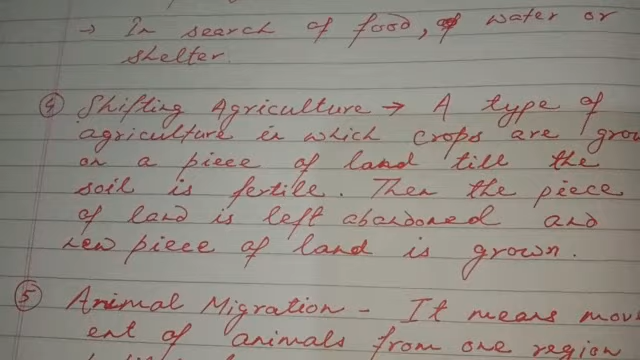 → In search of food, of water or
shelter.
④ Shifting Agriculture → A type of
agriculture in which crops are grow
on a piece of land till the
soil is fertile. Then the piece
of land is left abandoned and
new piece of land is grown.
⑤ Animal Migration - It means mov
ent of animals from one region